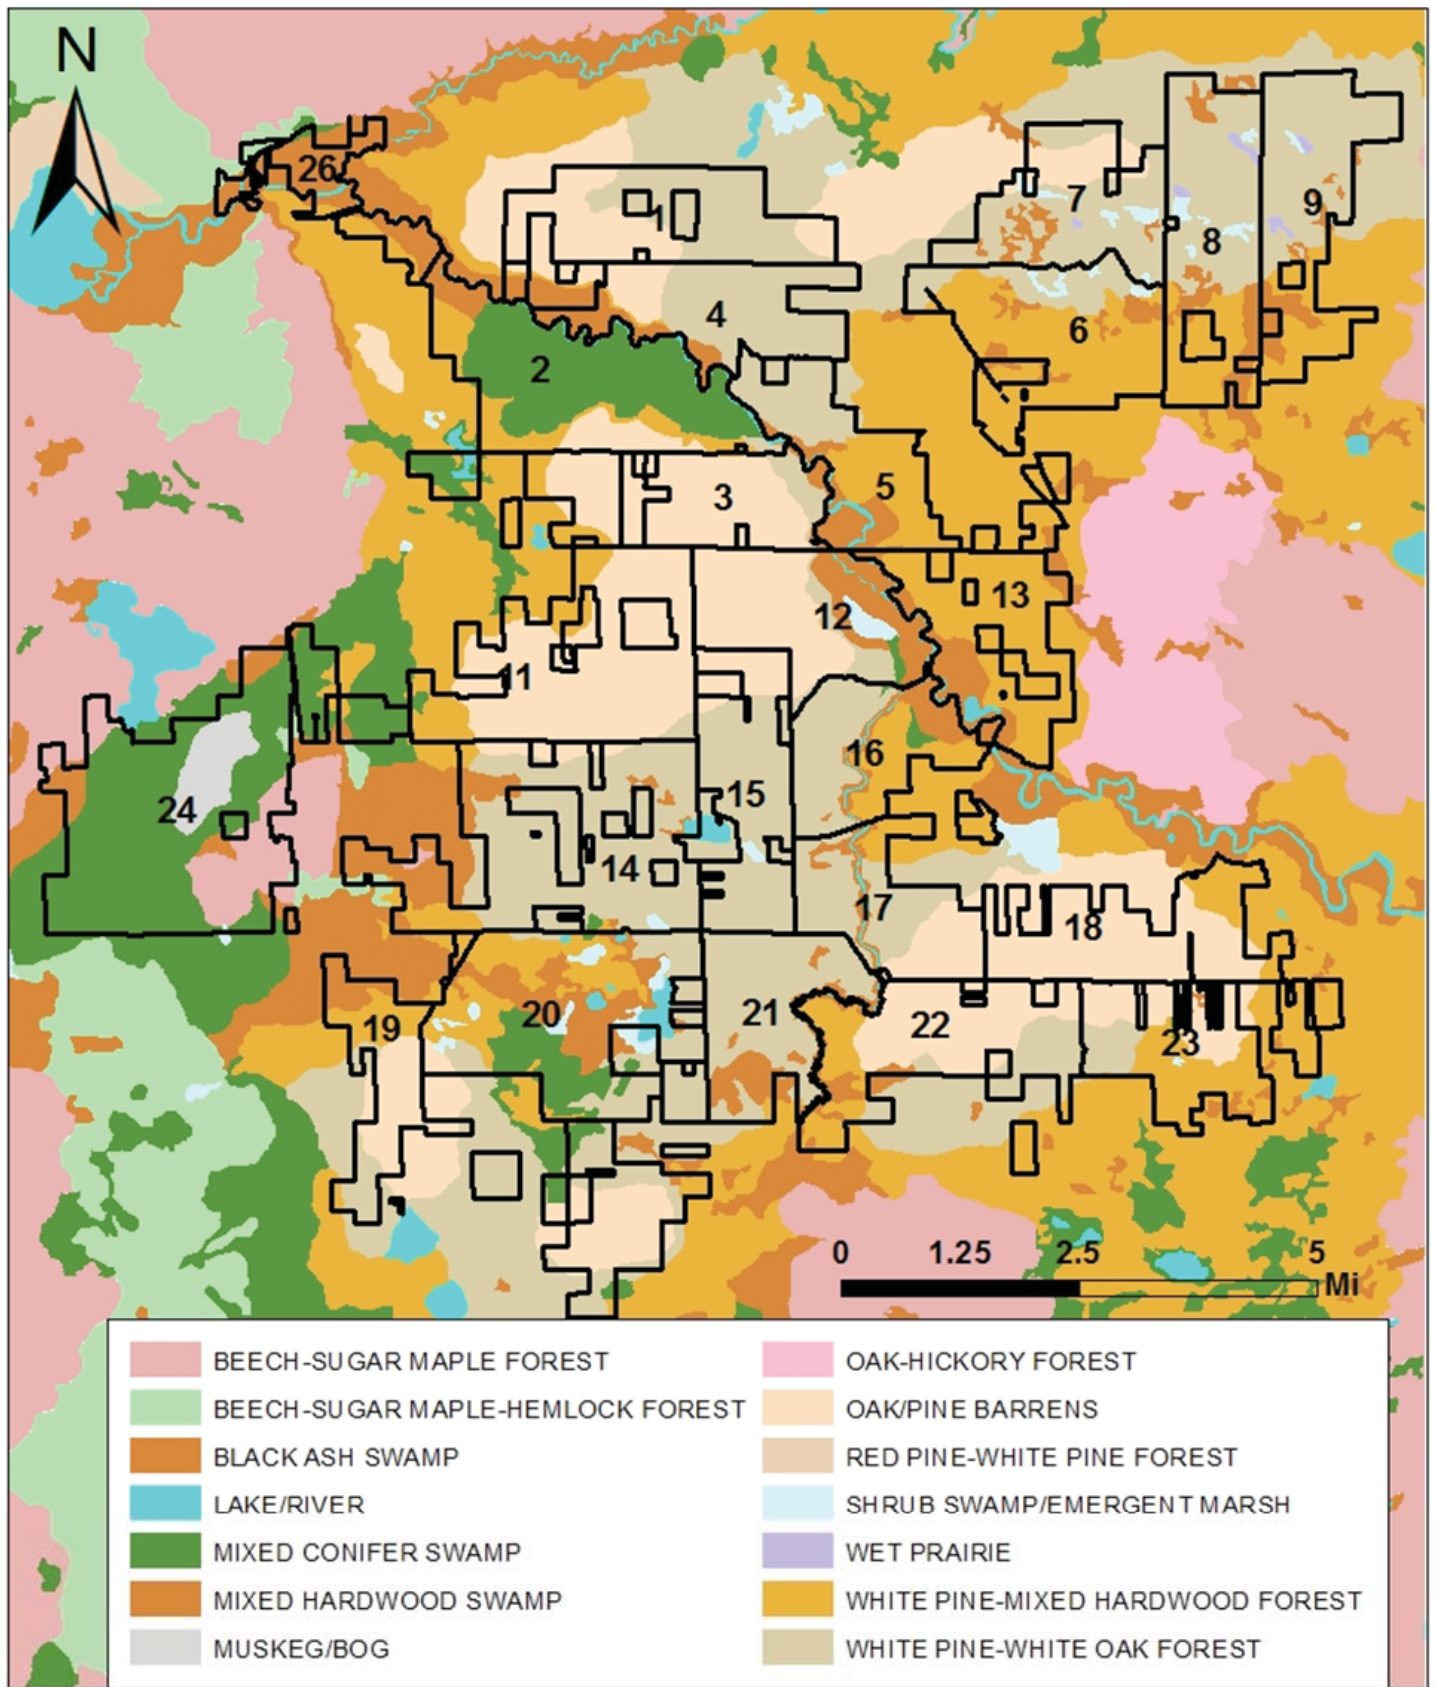 N
26
1
7
9
8
4
6
2
3
5
13
12
11
16
24
15
14
17
18
19
20
21
22
23
0 1.25 2.5 5
Mi
BEECH-SUGAR MAPLE FOREST
BEECH-SUGAR MAPLE-HEMLOCK FOREST
BLACK ASH SWAMP
LAKE/RIVER
MIXED CONIFER SWAMP
MIXED HARDWOOD SWAMP
MUSKEG/BOG
OAK-HICKORY FOREST
OAK/PINE BARRENS
RED PINE-WHITE PINE FOREST
SHRUB SWAMP/EMERGENT MARSH
WET PRAIRIE
WHITE PINE-MIXED HARDWOOD FOREST
WHITE PINE-WHITE OAK FOREST